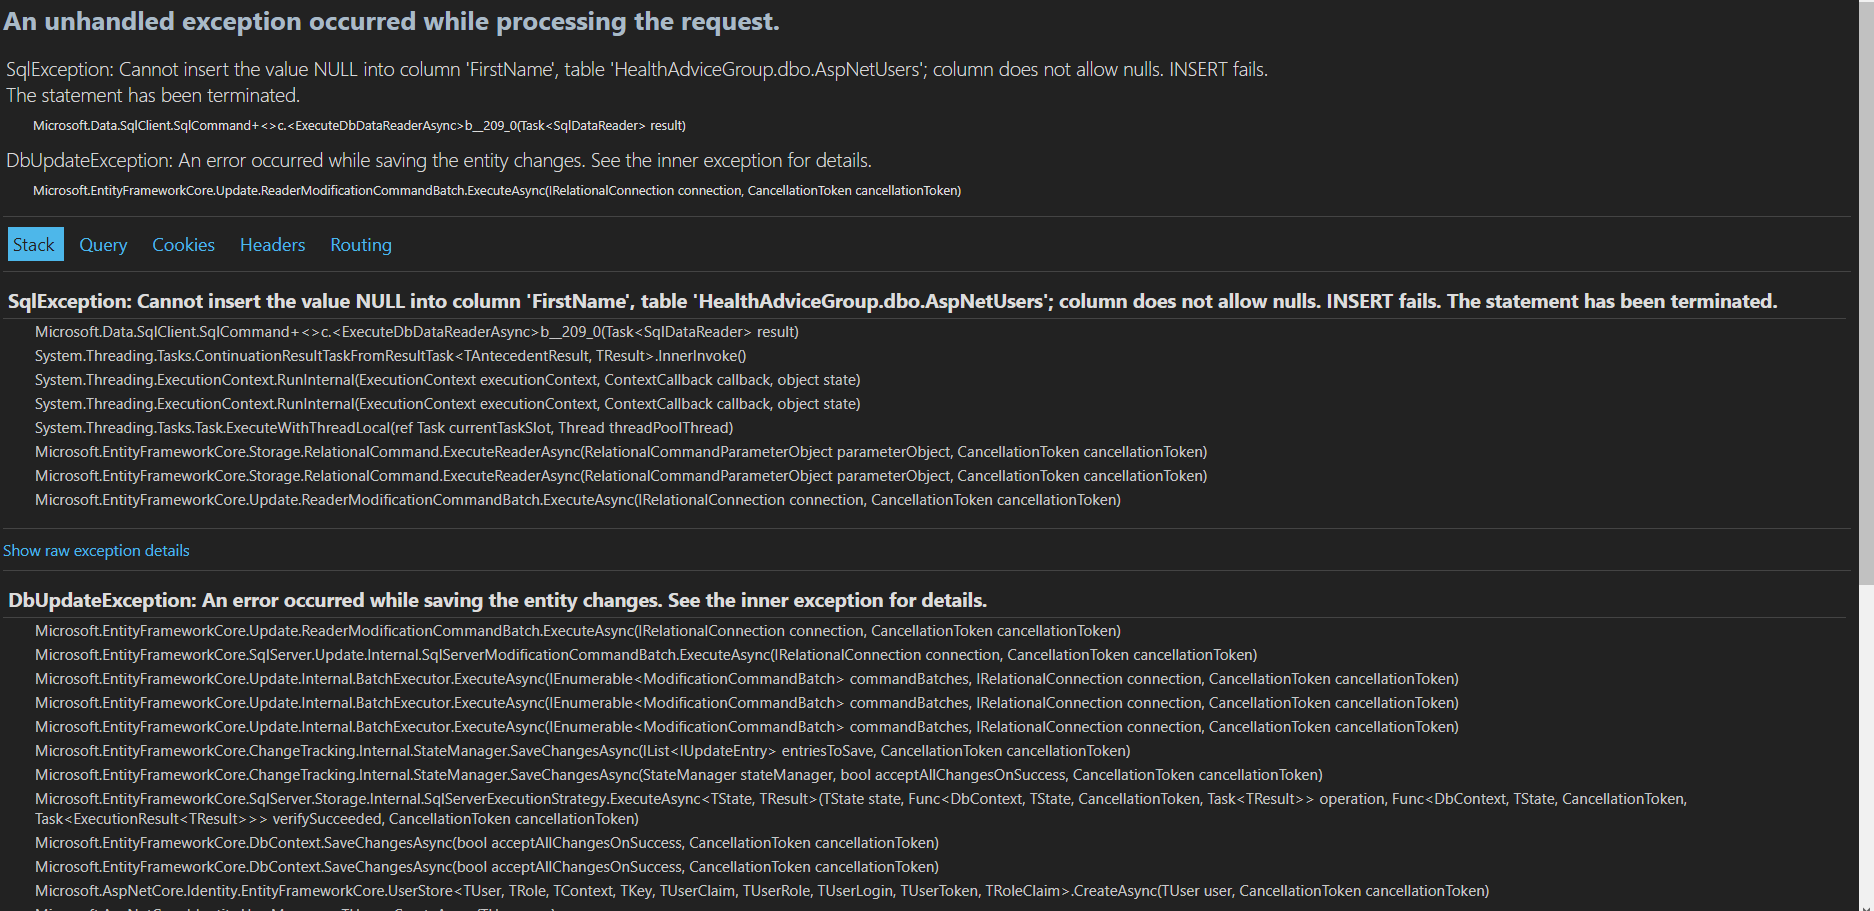 An unhandled exception occurred while processing the request.
SqlException: Cannot insert the value NULL into column 'FirstName', table 'HealthAdviceGroup.dbo.AspNetUsers'; column does not allow nulls. INSERT fails.
The statement has been terminated.
Microsoft.Data.SqlClient.SqlCommand+<>c.<ExecuteDbDataReaderAsync>b__209_0(Task<SqlDataReader> result)
DbUpdateException: An error occurred while saving the entity changes. See the inner exception for details.
Microsoft.EntityFrameworkCore.Update.ReaderModificationCommandBatch.ExecuteAsync(IRelationalConnection connection, CancellationToken cancellationToken)
Stack Query Cookies Headers Routing
SqlException: Cannot insert the value NULL into column 'FirstName', table 'HealthAdviceGroup.dbo.AspNetUsers'; column does not allow nulls. INSERT fails. The statement has been terminated.
Microsoft.Data.SqlClient.SqlCommand+<>c.<ExecuteDbDataReaderAsync>b__209_0(Task<SqlDataReader> result)
System.Threading.Tasks.ContinuationResultTaskFromResultTask<TAntecedentResult, TResult>.InnerInvoke()
System.Threading.ExecutionContext.RunInternal(ExecutionContext executionContext, ContextCallback callback, object state)
System.Threading.ExecutionContext.RunInternal(ExecutionContext executionContext, ContextCallback callback, object state)
System.Threading.Tasks.Task.ExecuteWithThreadLocal(ref Task currentTaskSlot, Thread threadPoolThread)
Microsoft.EntityFrameworkCore.Storage.RelationalCommand.ExecuteReaderAsync(RelationalCommandParameterObject parameterObject, CancellationToken cancellationToken)
Microsoft.EntityFrameworkCore.Storage.RelationalCommand.ExecuteReaderAsync(RelationalCommandParameterObject parameterObject, CancellationToken cancellationToken)
Microsoft.EntityFrameworkCore.Update.ReaderModificationCommandBatch.ExecuteAsync(IRelationalConnection connection, CancellationToken cancellationToken)
Show raw exception details
DbUpdateException: An error occurred while saving the entity changes. See the inner exception for details.
Microsoft.EntityFrameworkCore.Update.ReaderModificationCommandBatch.ExecuteAsync(IRelationalConnection connection, CancellationToken cancellationToken)
Microsoft.EntityFrameworkCore.SqlServer.Update.Internal.SqlServerModificationCommandBatch.ExecuteAsync(IRelationalConnection connection, CancellationToken cancellationToken)
Microsoft.EntityFrameworkCore.Update.Internal.BatchExecutor.ExecuteAsync(IEnumerable<ModificationCommandBatch> commandBatches, IRelationalConnection connection, CancellationToken cancellationToken)
Microsoft.EntityFrameworkCore.Update.Internal.BatchExecutor.ExecuteAsync(IEnumerable<ModificationCommandBatch> commandBatches, IRelationalConnection connection, CancellationToken cancellationToken)
Microsoft.EntityFrameworkCore.Update.Internal.BatchExecutor.ExecuteAsync(IEnumerable<ModificationCommandBatch> commandBatches, IRelationalConnection connection, CancellationToken cancellationToken)
Microsoft.EntityFrameworkCore.ChangeTracking.Internal.StateManager.SaveChangesAsync(IList<IUpdateEntry> entriesToSave, CancellationToken cancellationToken)
Microsoft.EntityFrameworkCore.ChangeTracking.Internal.StateManager.SaveChangesAsync(StateManager stateManager, bool acceptAllChangesOnSuccess, CancellationToken cancellationToken)
Microsoft.EntityFrameworkCore.SqlServer.Storage.Internal.SqlServerExecutionStrategy.ExecuteAsync<TState, TResult>(TState state, Func<DbContext, TState, CancellationToken, Task<TResult>> operation, Func<DbContext, TState, CancellationToken,
Task<ExecutionResult<TResult>>> verifySucceeded, CancellationToken cancellationToken)
Microsoft.EntityFrameworkCore.DbContext.SaveChangesAsync(bool acceptAllChangesOnSuccess, CancellationToken cancellationToken)
Microsoft.EntityFrameworkCore.DbContext.SaveChangesAsync(bool acceptAllChangesOnSuccess, CancellationToken cancellationToken)
Microsoft.AspNetCore.Identity.EntityFrameworkCore.UserStore<TUser, TRole, TContext, TKey, TUserClaim, TUserRole, TUserLogin, TUserToken, TRoleClaim>.CreateAsync(TUser user, CancellationToken cancellationToken)